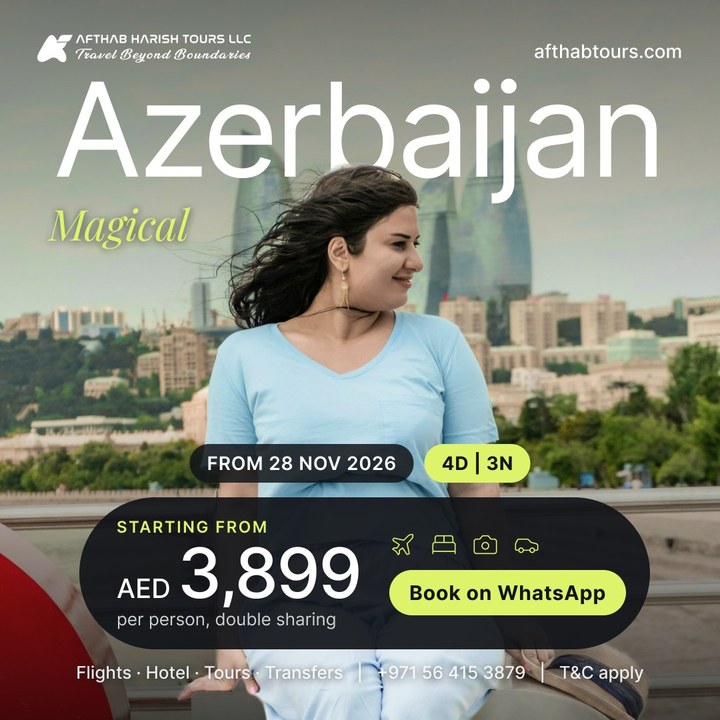 AFTHAB HARISH TOURS LLC
Travel Beyond Boundaries
afthabtours.com
Azerbaijan
Magical
FROM 28 NOV 2026
4D | 3N
STARTING FROM
AED 3,899
per person, double sharing
Book on WhatsApp
Flights · Hotel · Tours · Transfers | +971 56 415 3879 | T&C apply